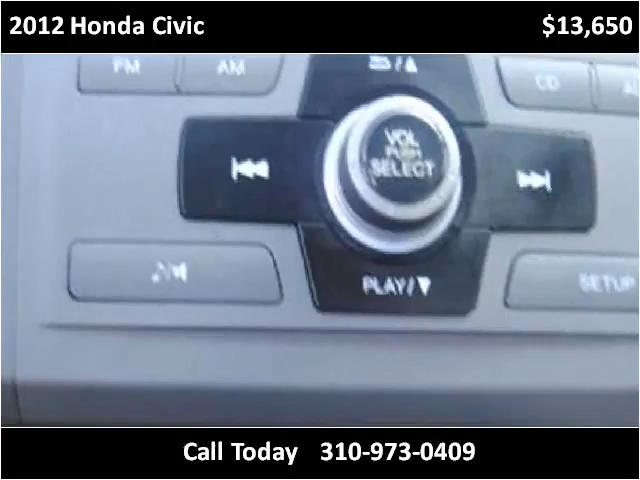 2012 Honda Civic $13,650
FM AM CD
VOL
PUSH
SELECT
PLAY/▼
SETUP
Call Today 310-973-0409